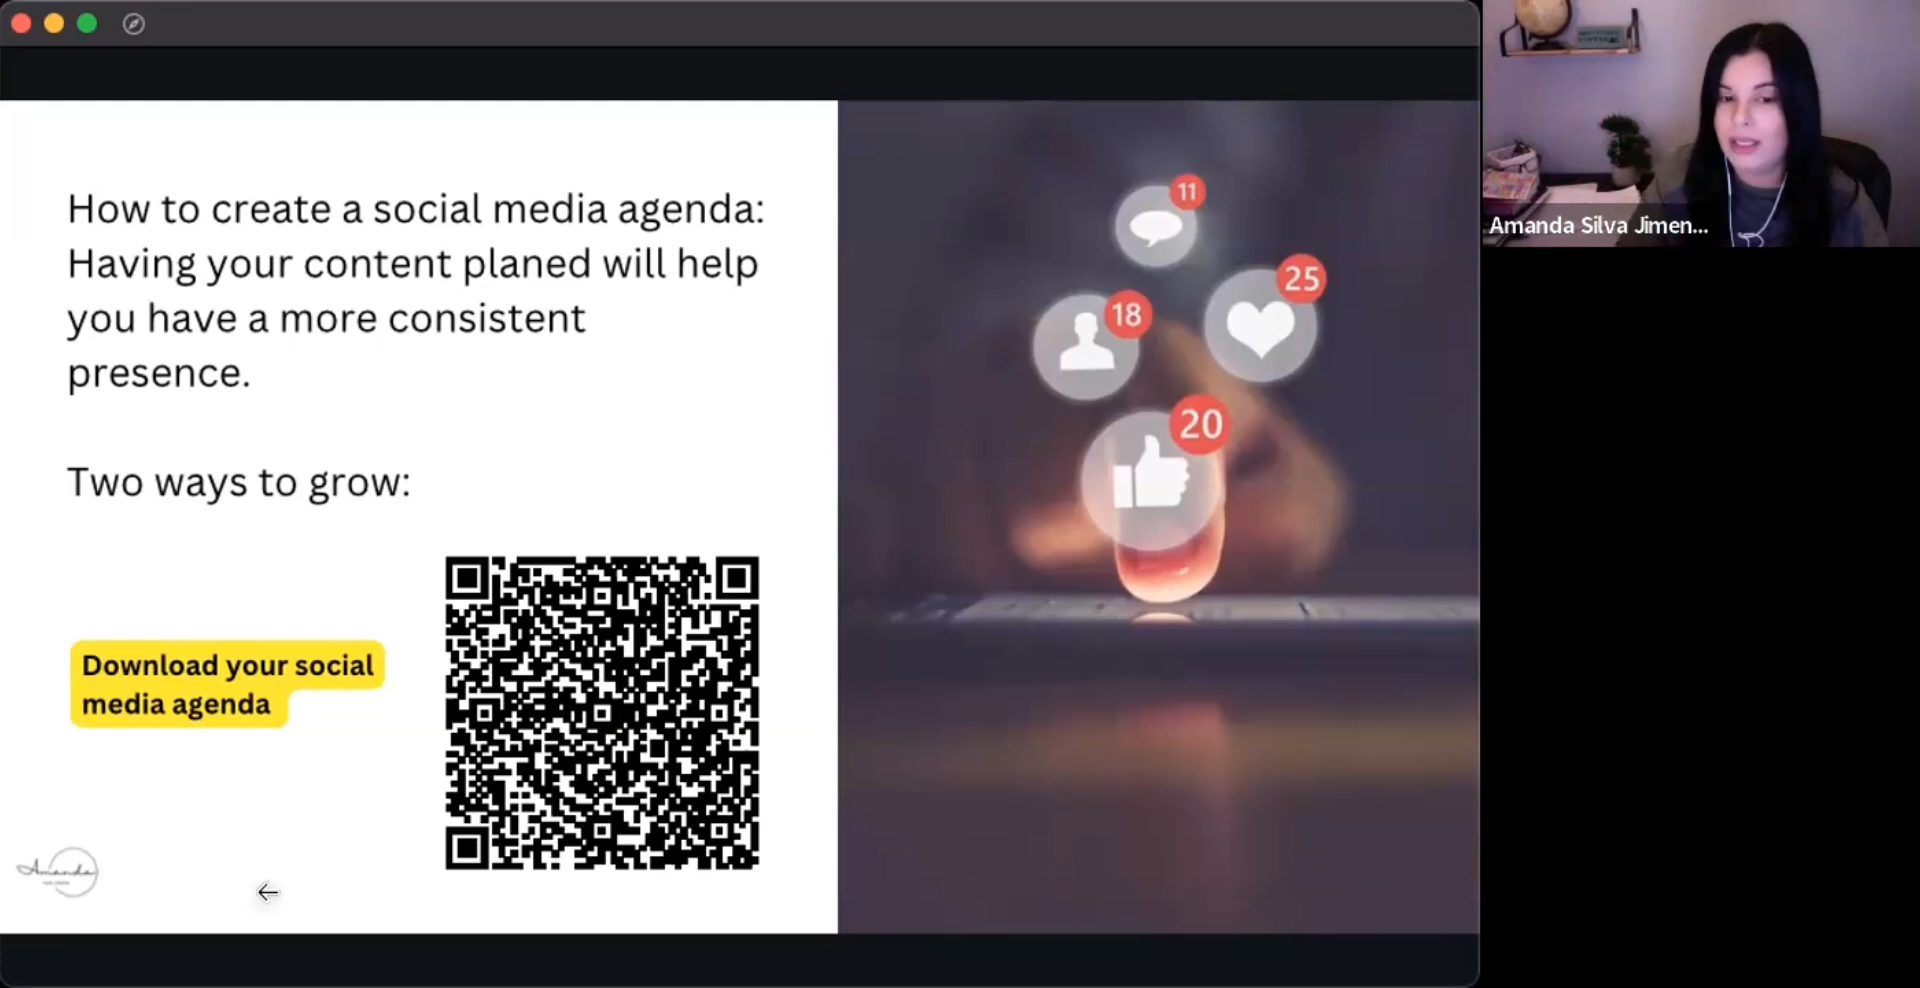 How to create a social media agenda:
Having your content planed will help
you have a more consistent
presence.
Two ways to grow:
Download your social
media agenda
Amanda
11
25
18
20
Amanda Silva Jimen...